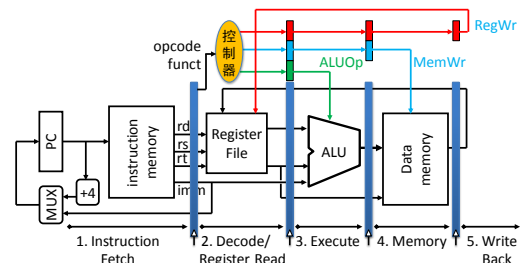 RegWr
opcode
funct
控制器
ALUOp
MemWr
PC
+4
MUX
instruction
memory
rd
rs
rt
imm
Register
File
ALU
Data
memory
1. Instruction
Fetch
2. Decode/
Register Read
3. Execute
4. Memory
5. Write
Back